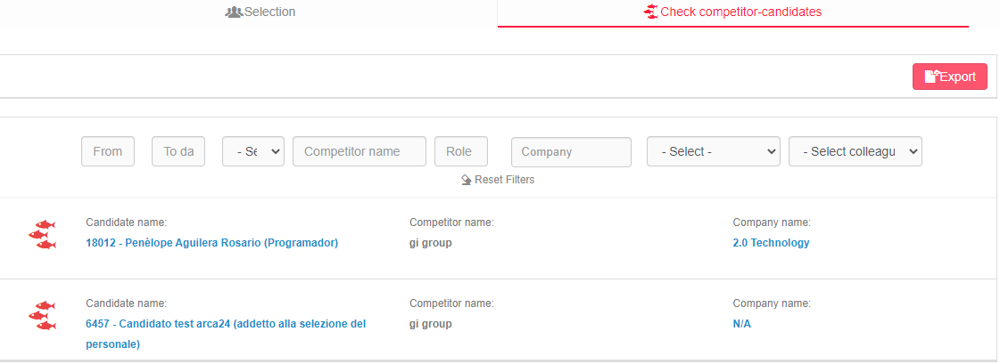 Selection
Check competitor-candidates
Export
From
To da
- Se
Competitor name
Role
Company
- Select -
- Select colleagu
Reset Filters
Candidate name:
Competitor name:
Company name:
18012 - Penélope Aguilera Rosario (Programador)
gi group
2.0 Technology
Candidate name:
Competitor name:
Company name:
6457 - Candidato test arca24 (addetto alla selezione del
gi group
N/A
personale)